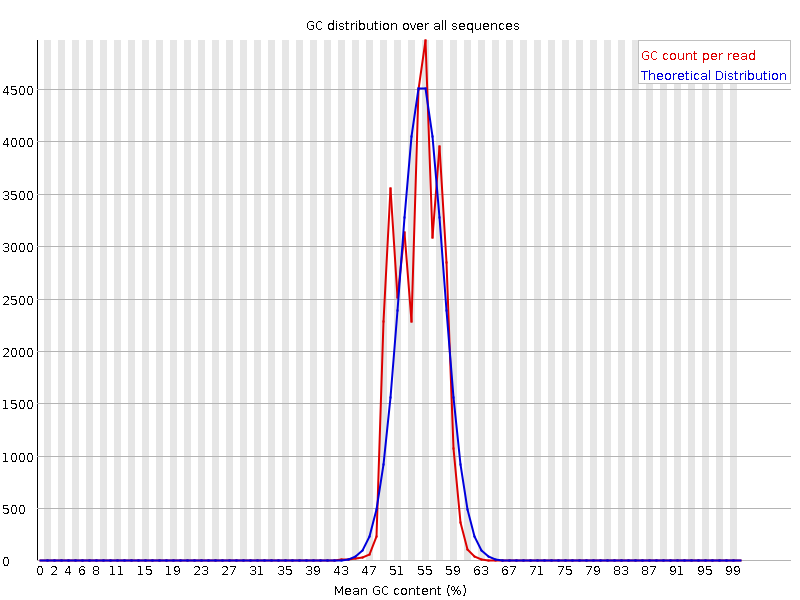 GC distribution over all sequences
GC count per read
Theoretical Distribution
4500
4000
3500
3000
2500
2000
1500
1000
500
0
0 2 4 6 8 11 15 19 23 27 31 35 39 43 47 51 55 59 63 67 71 75 79 83 87 91 95 99
Mean GC content (%)